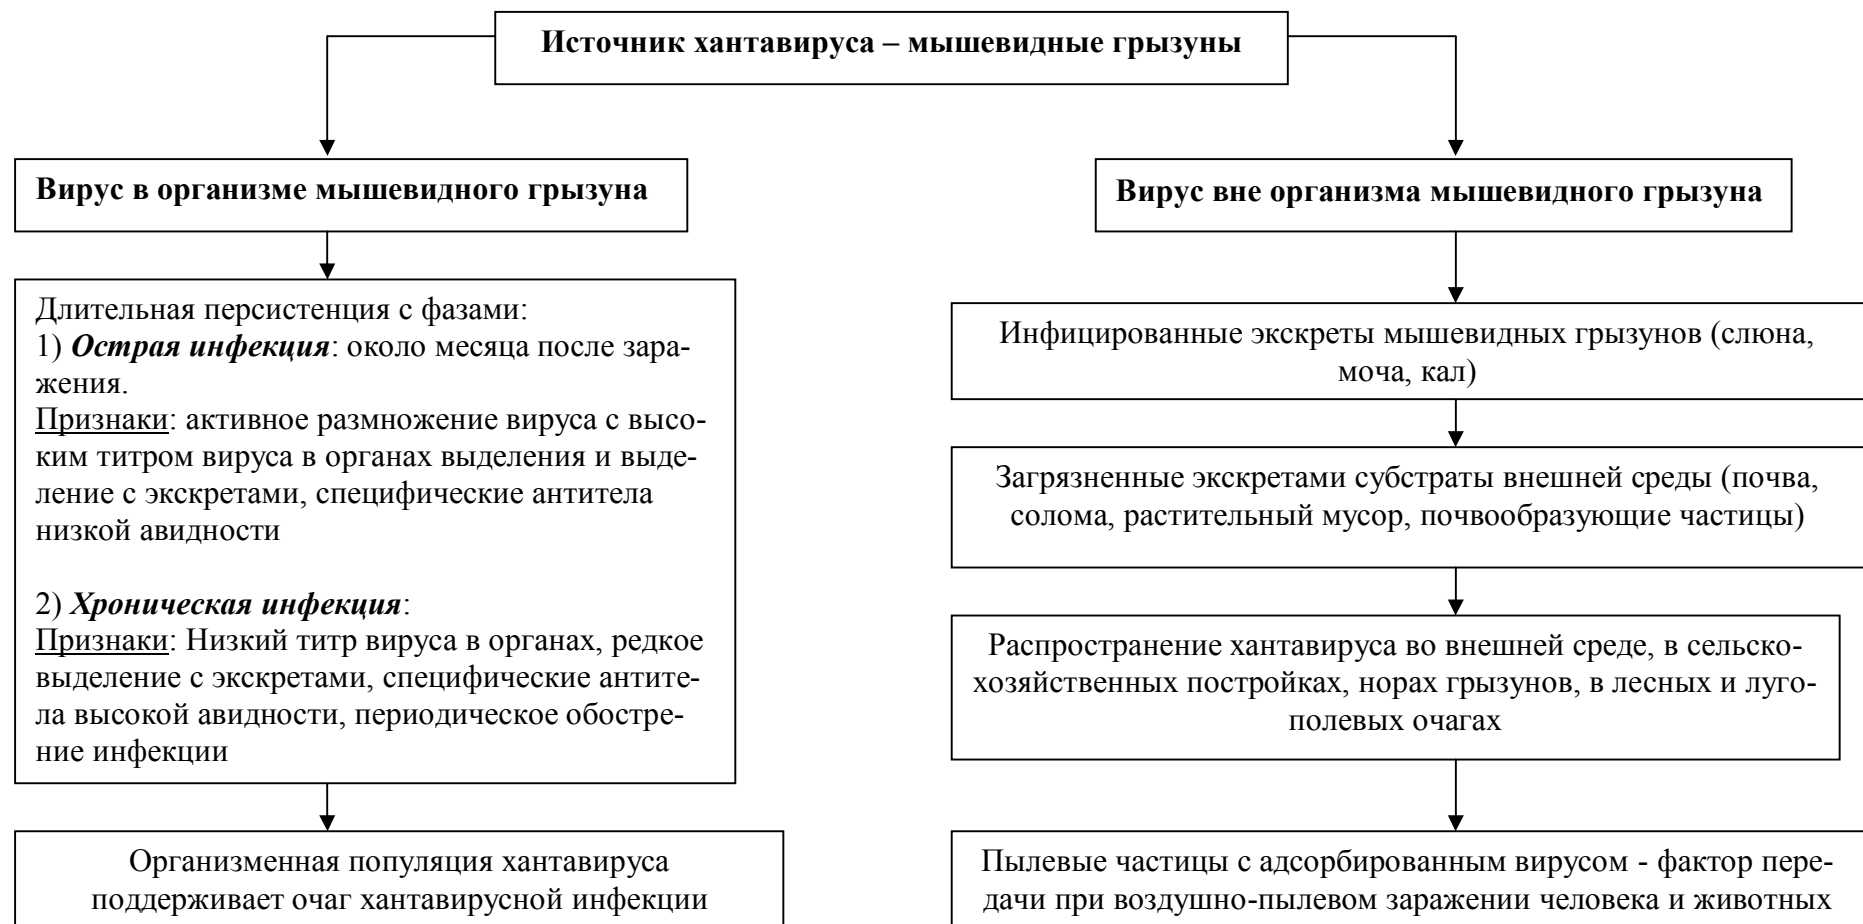 Источник хантавируса – мышевидные грызуны
Вирус в организме мышевидного грызуна
Длительная персистенция с фазами:
1) Острая инфекция: около месяца после зара-
жения.
Признаки: активное размножение вируса с высо-
ким титром вируса в органах выделения и выде-
ление с экскретами, специфические антитела
низкой авидности
2) Хроническая инфекция:
Признаки: Низкий титр вируса в органах, редкое
выделение с экскретами, специфические антите-
ла высокой авидности, периодическое обостре-
ние инфекции
Организменная популяция хантавируса
поддерживает очаг хантавирусной инфекции
Вирус вне организма мышевидного грызуна
Инфицированные экскреты мышевидных грызунов (слюна,
моча, кал)
Загрязненные экскретами субстраты внешней среды (почва,
солома, растительный мусор, почвообразующие частицы)
Распространение хантавируса во внешней среде, в сельско-
хозяйственных постройках, норах грызунов, в лесных и луго-
полевых очагах
Пылевые частицы с адсорбированным вирусом - фактор пере-
дачи при воздушно-пылевом заражении человека и животных